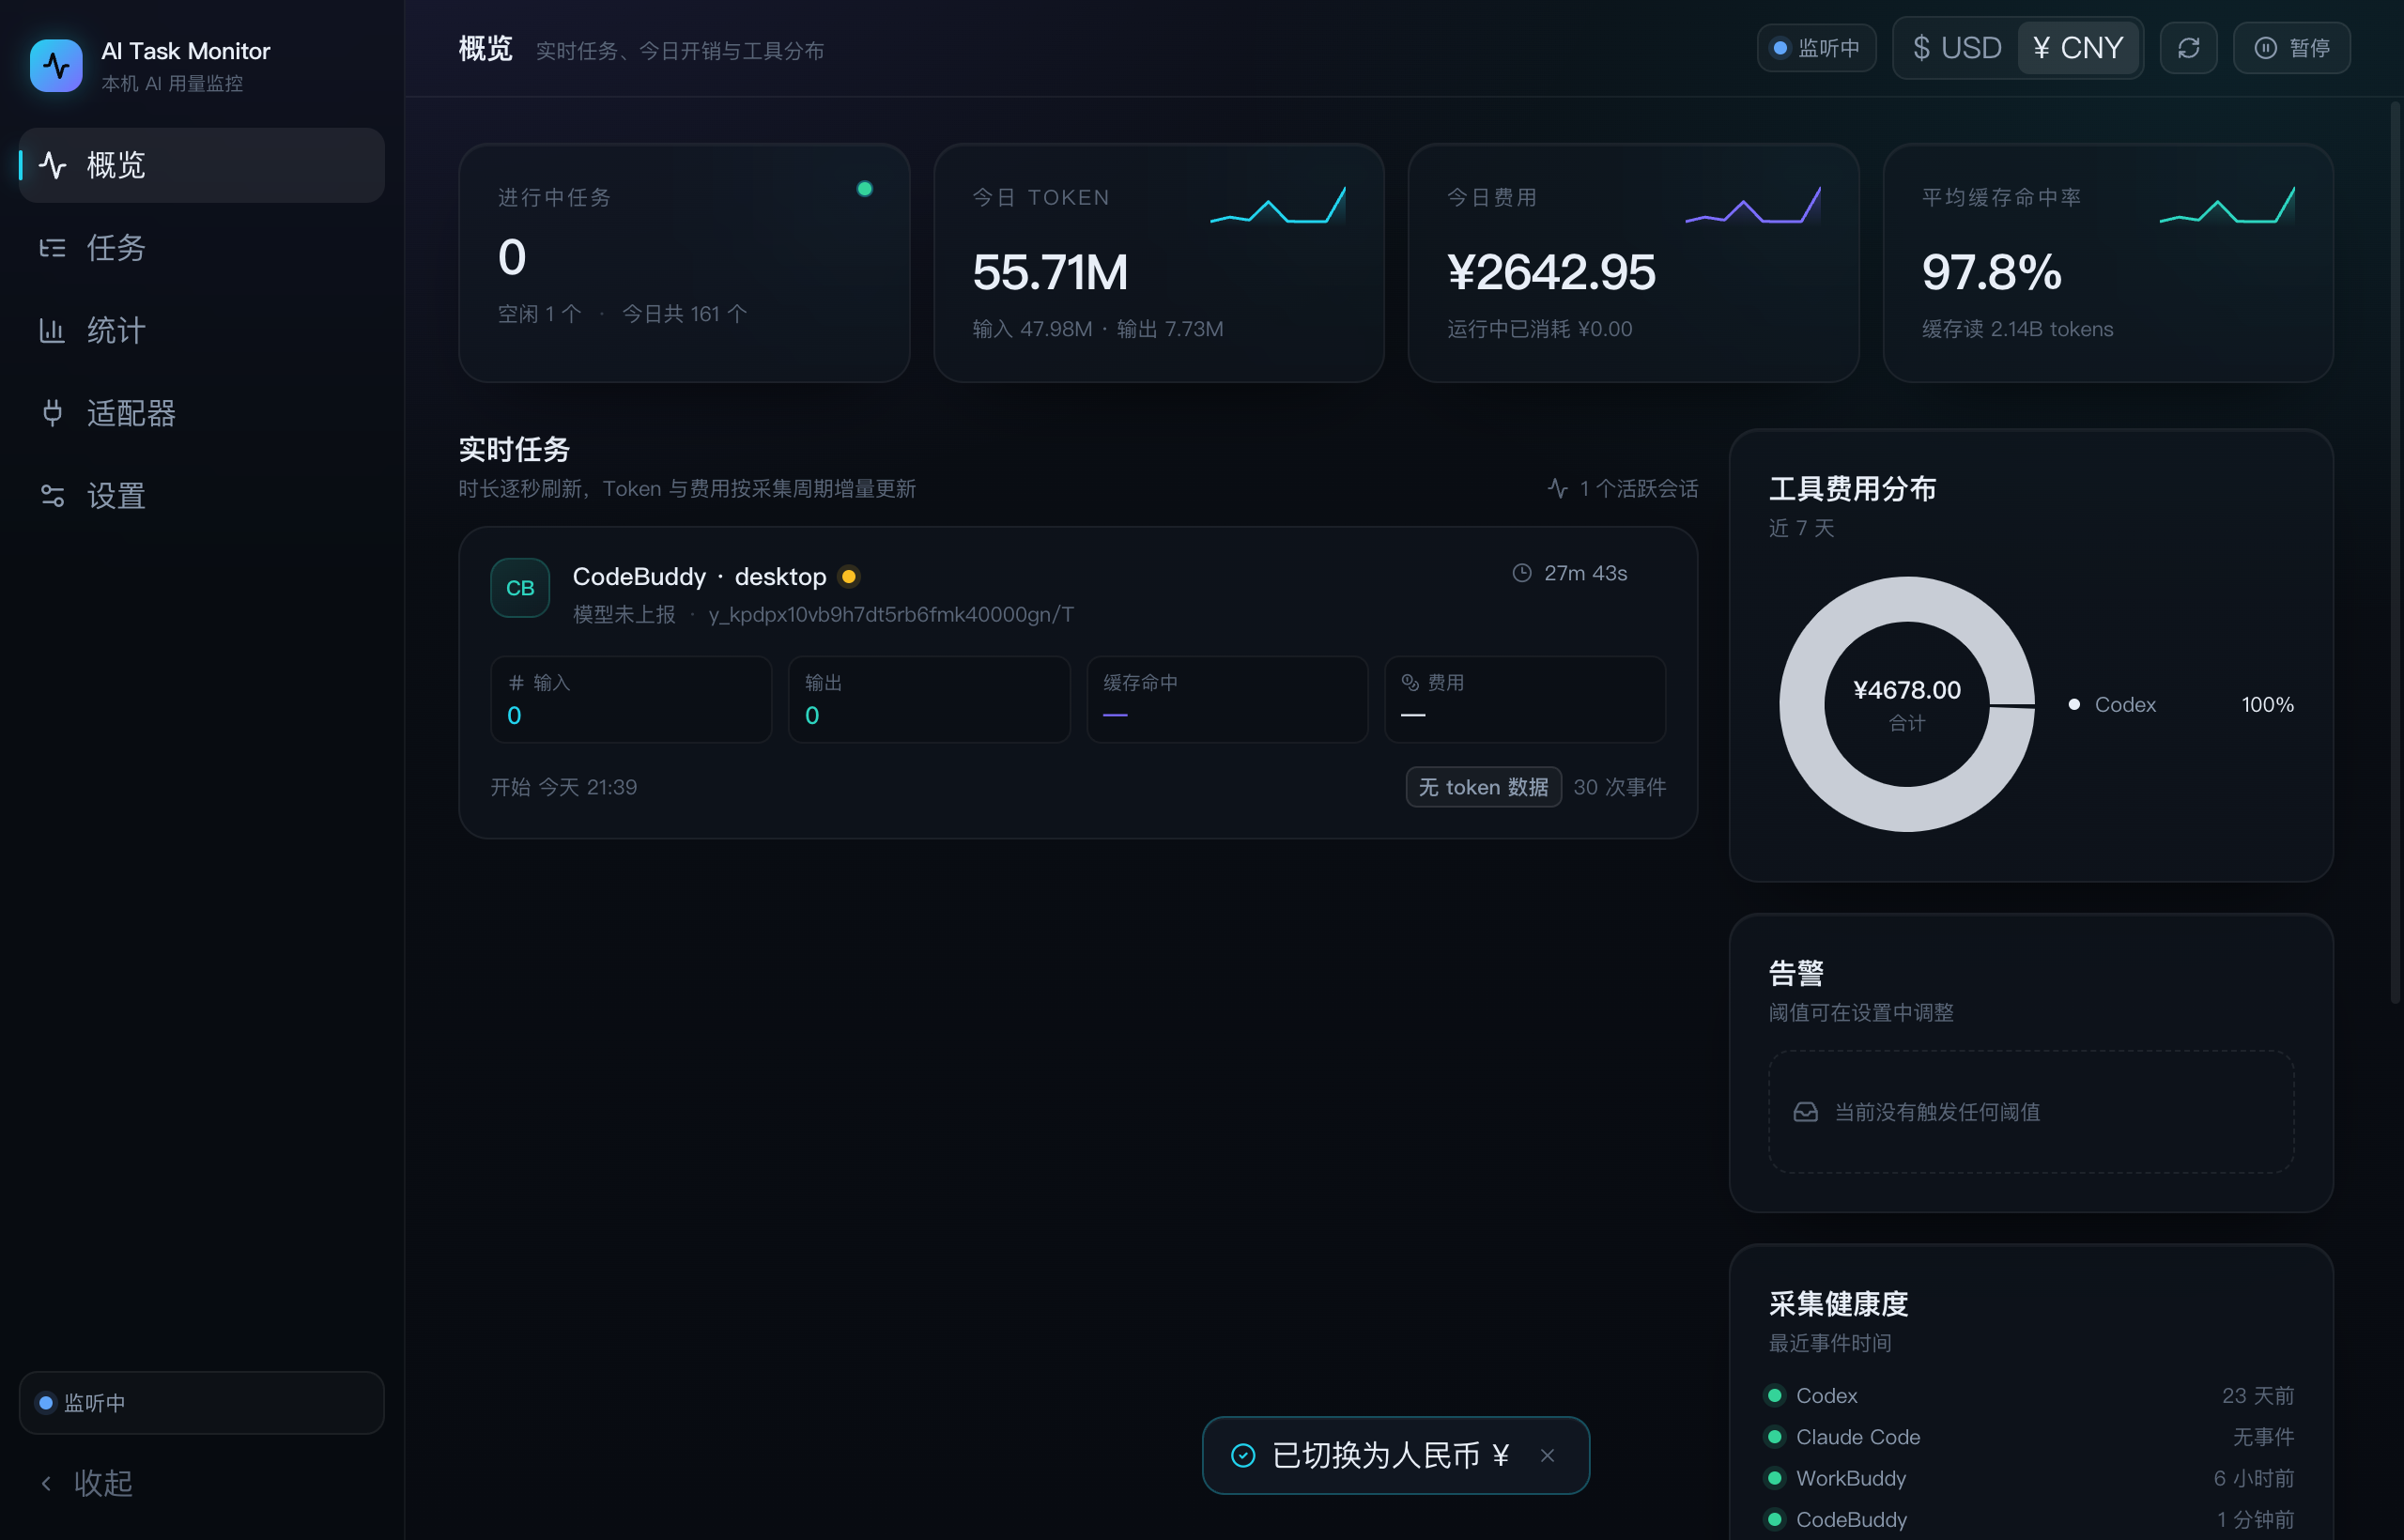 AI Task Monitor
本机 AI 用量监控
概览
任务
统计
适配器
设置
监听中
收起
概览 实时任务、今日开销与工具分布
监听中
$ USD ¥ CNY
暂停
进行中任务
0
空闲 1 个 · 今日共 161 个
今日 TOKEN
55.71M
输入 47.98M · 输出 7.73M
今日费用
¥2642.95
运行中已消耗 ¥0.00
平均缓存命中率
97.8%
缓存读 2.14B tokens
实时任务
时长逐秒刷新，Token 与费用按采集周期增量更新
1 个活跃会话
CB
CodeBuddy · desktop
27m 43s
模型未上报 · y_kpdpx10vb9h7dt5rb6fmk40000gn/T
# 输入
0
输出
0
缓存命中
—
费用
—
开始 今天 21:39
无 token 数据 30 次事件
工具费用分布
近 7 天
¥4678.00
合计
Codex 100%
告警
阈值可在设置中调整
当前没有触发任何阈值
采集健康度
最近事件时间
Codex 23 天前
Claude Code 无事件
WorkBuddy 6 小时前
CodeBuddy 1 分钟前
已切换为人民币 ¥